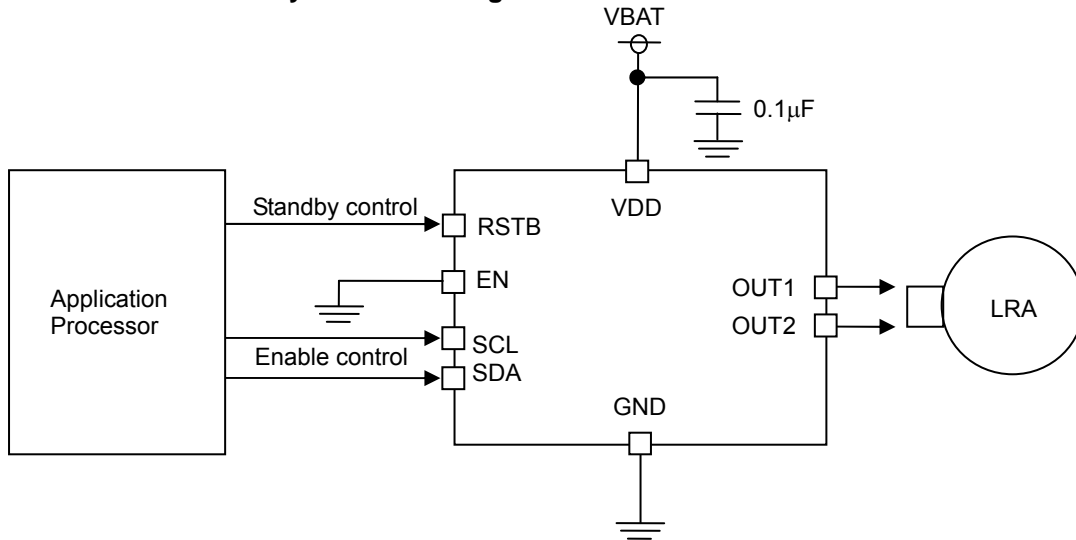 VBAT
0.1μF
VDD
Standby control
RSTB
EN
Application
Processor
OUT1
OUT2
LRA
SCL
Enable control
SDA
GND